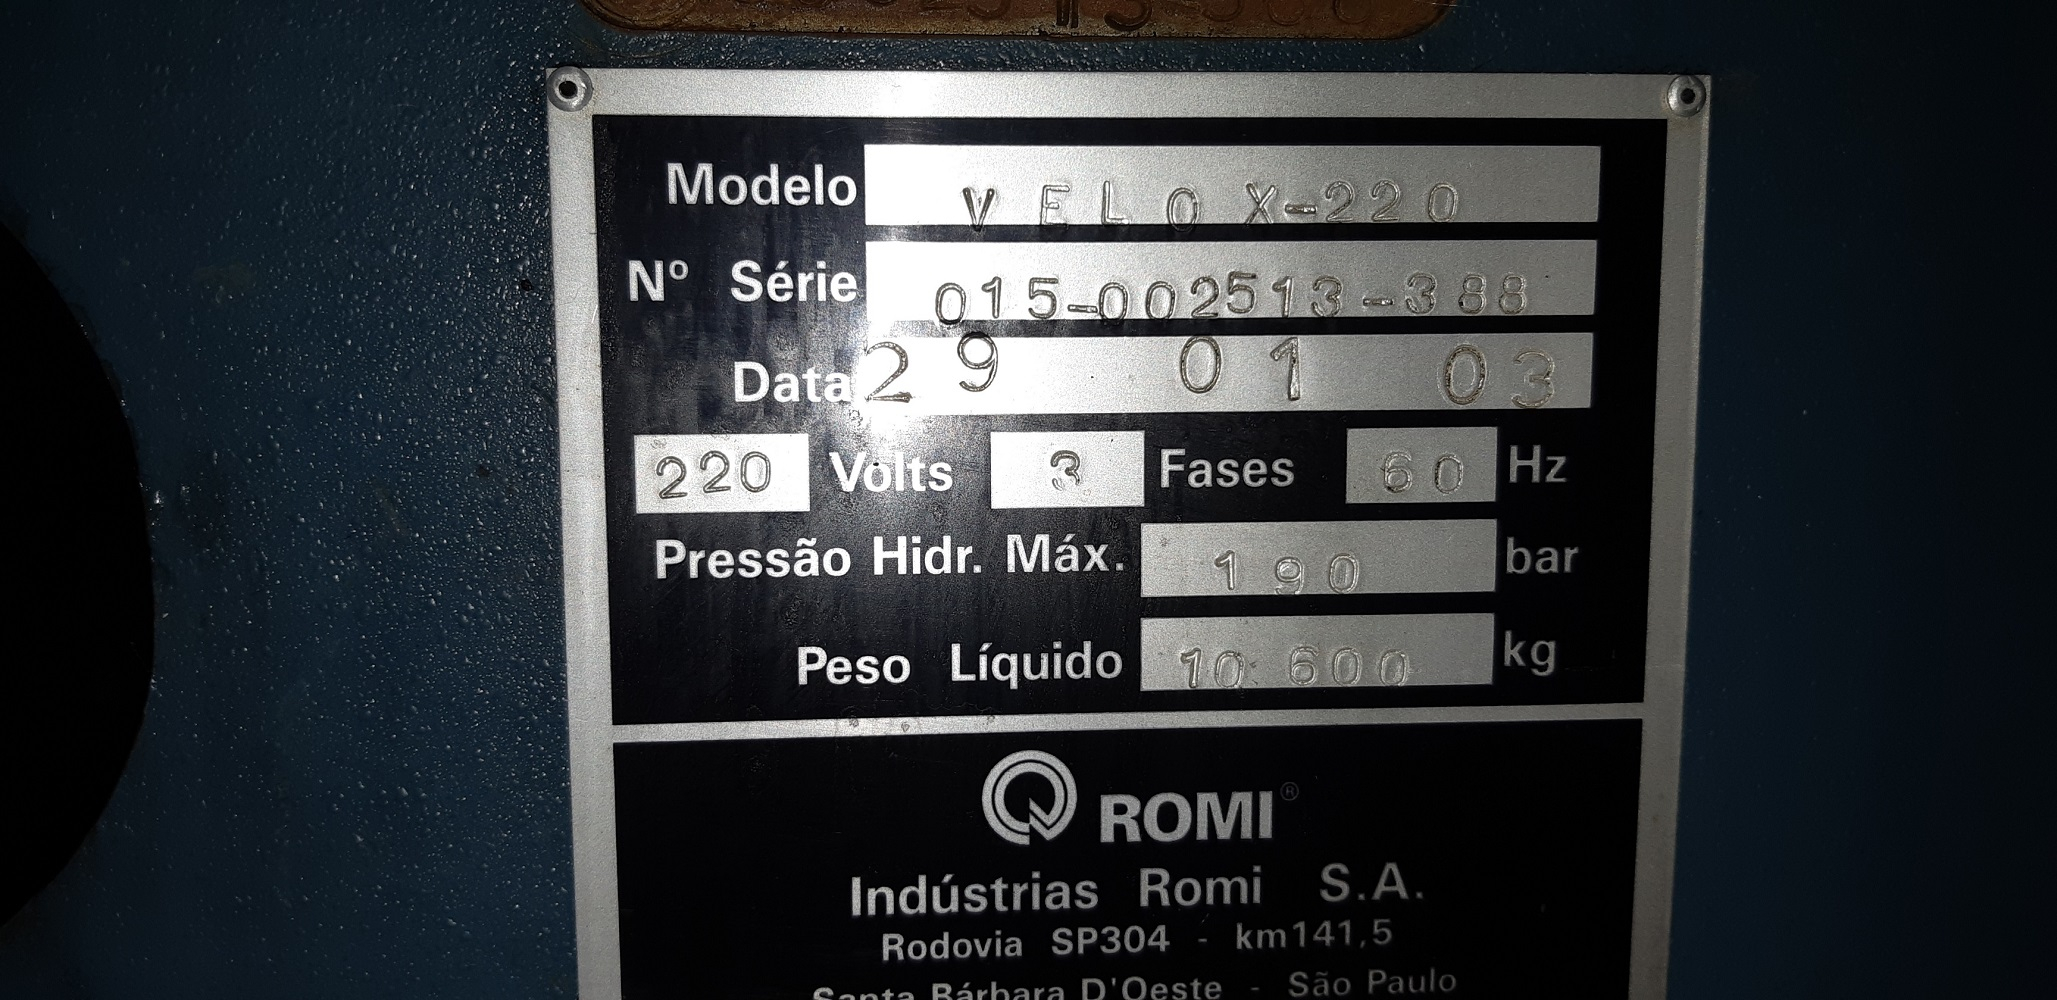 Modelo VELOX-220
Nº Série 015-002513-388
Data 29 01 03
220 Volts 3 Fases 60 Hz
Pressão Hidr. Máx. 190 bar
Peso Líquido 10 600 kg
ROMI®
Indústrias Romi S.A.
Rodovia SP304 - km141,5
Santa Bárbara D'Oeste - São Paulo